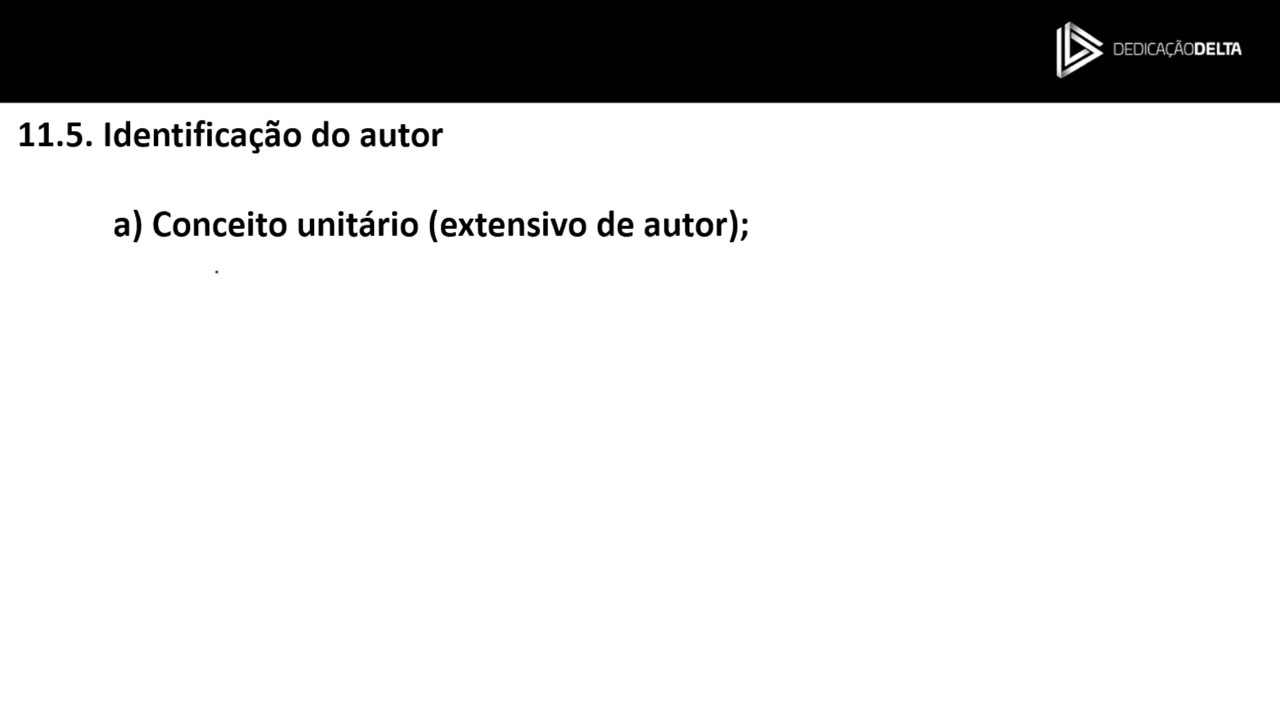 DEDICAÇÃODELTA
11.5. Identificação do autor
a) Conceito unitário (extensivo de autor);